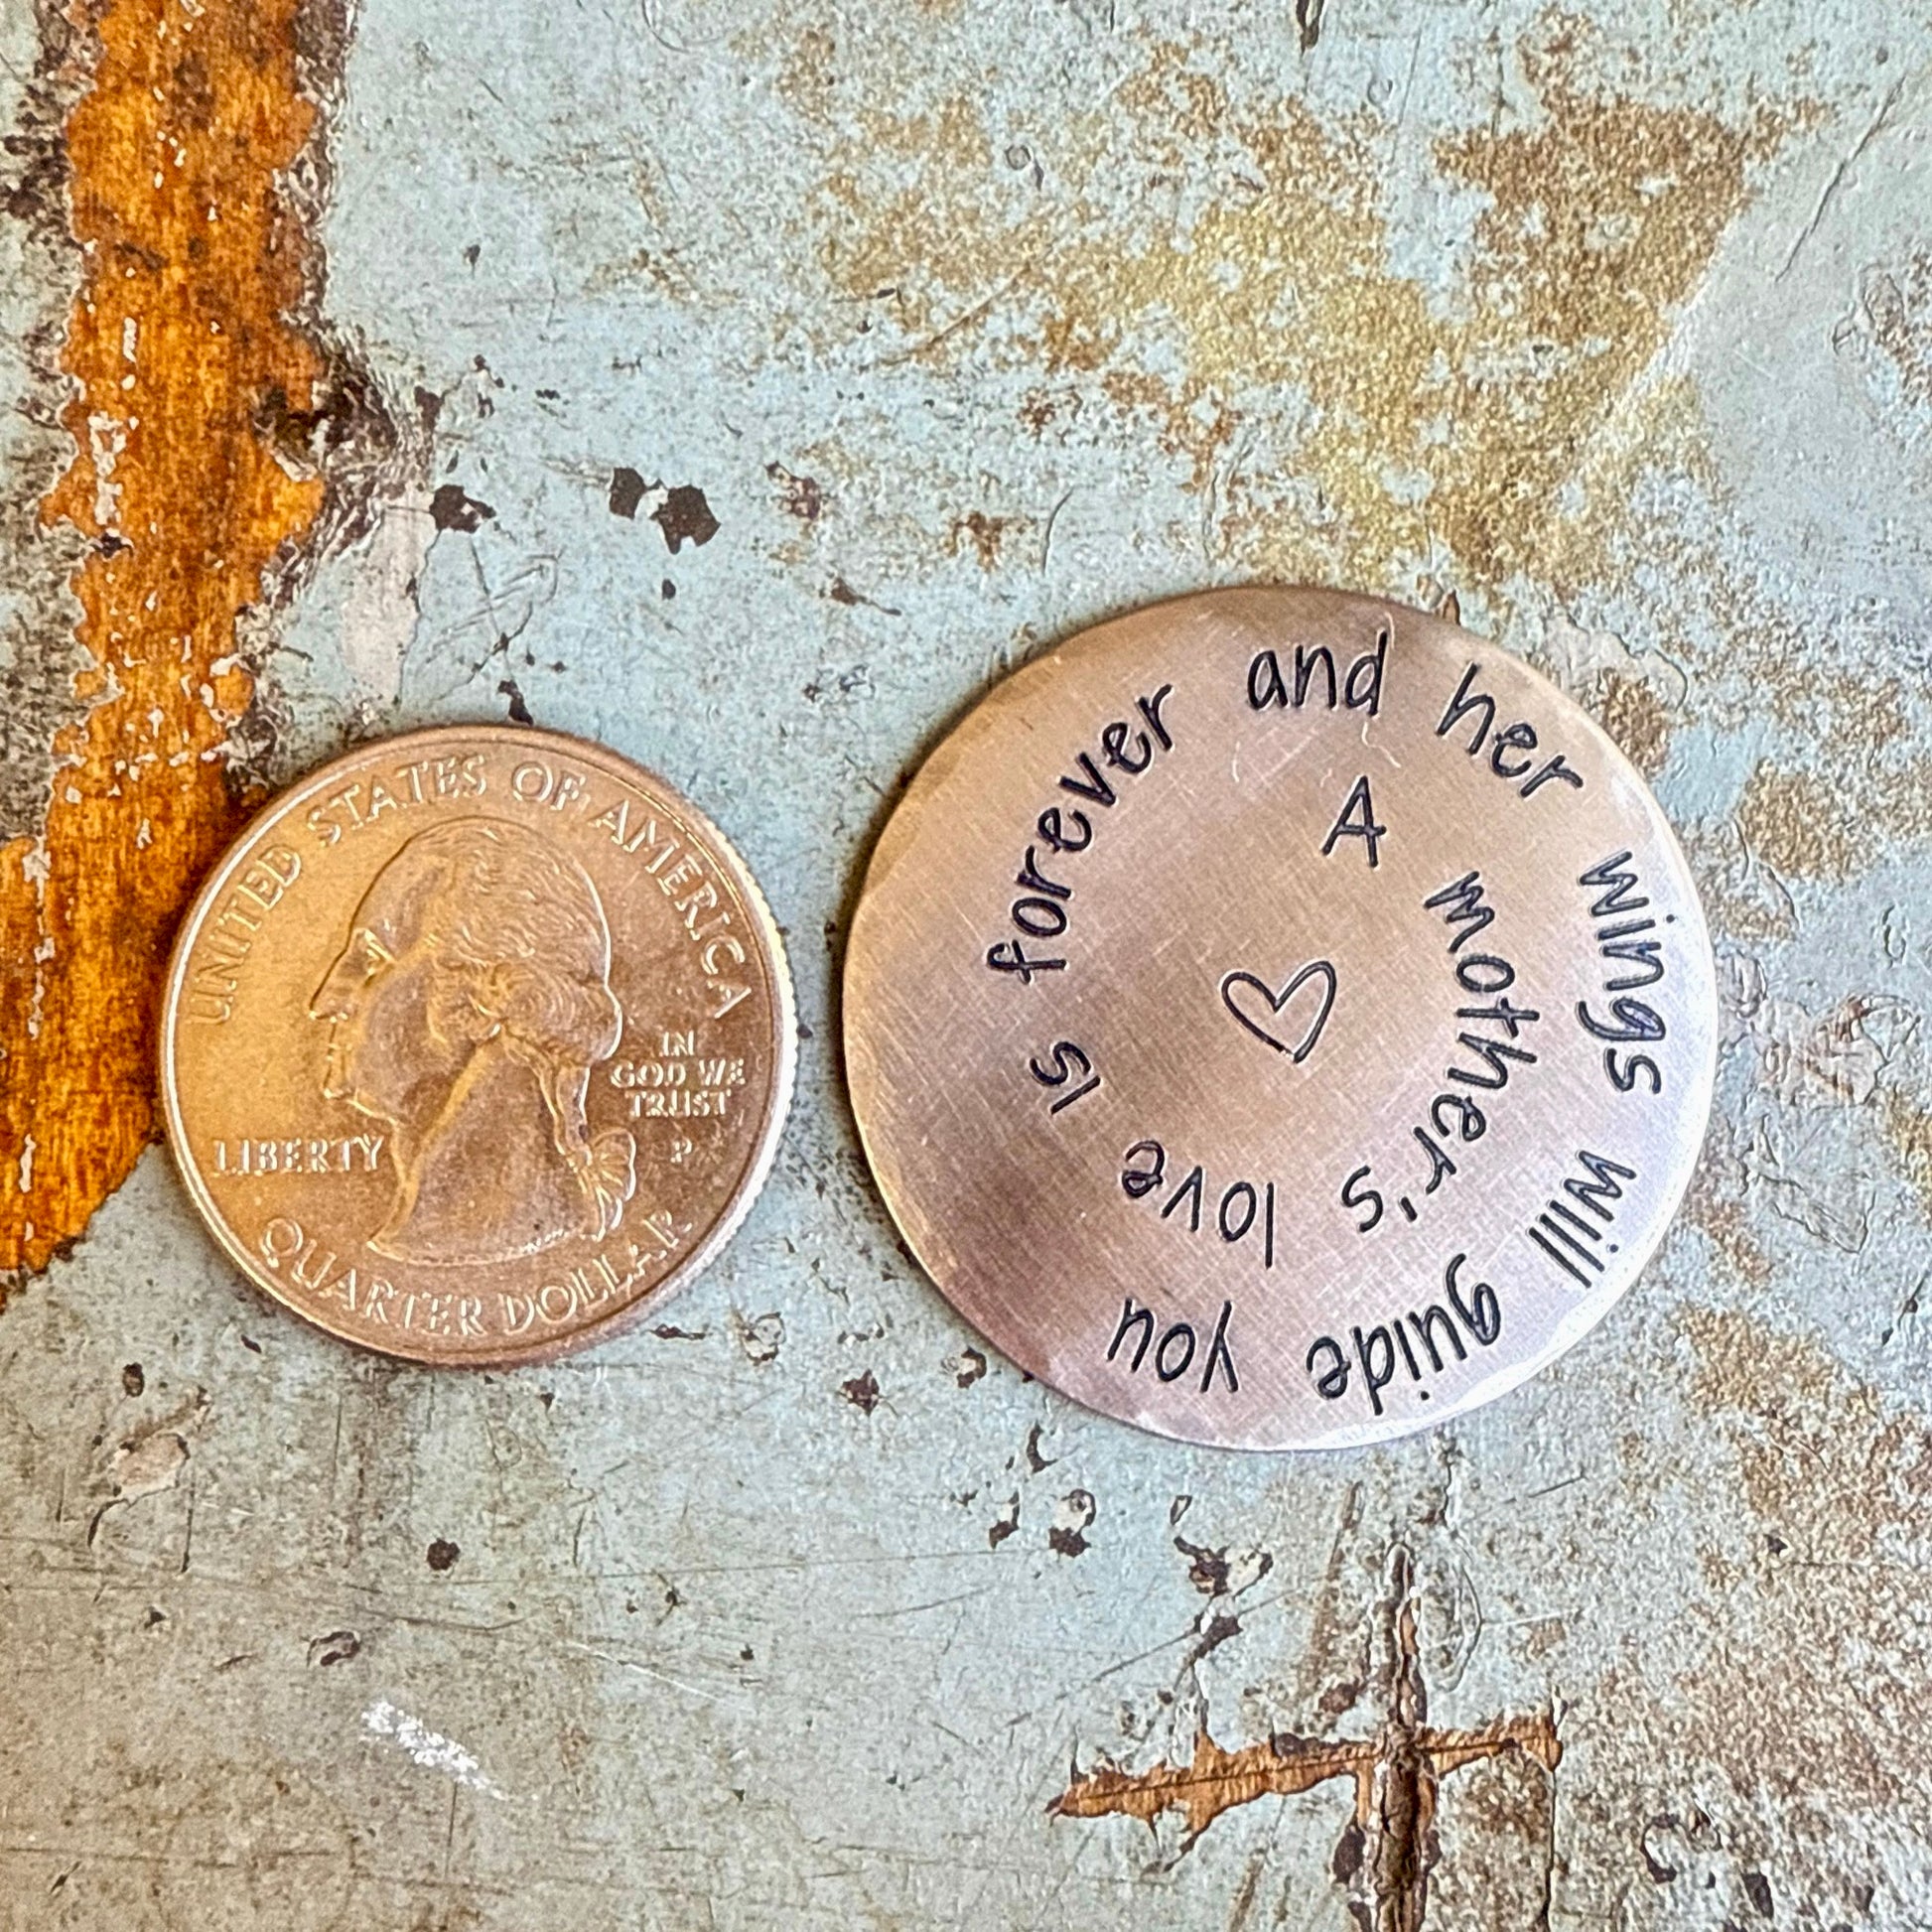 UNITED STATES OF AMERICA
LIBERTY
IN
GOD WE
TRUST
P
QUARTER DOLLAR
A mother's love is forever and her wings will guide you